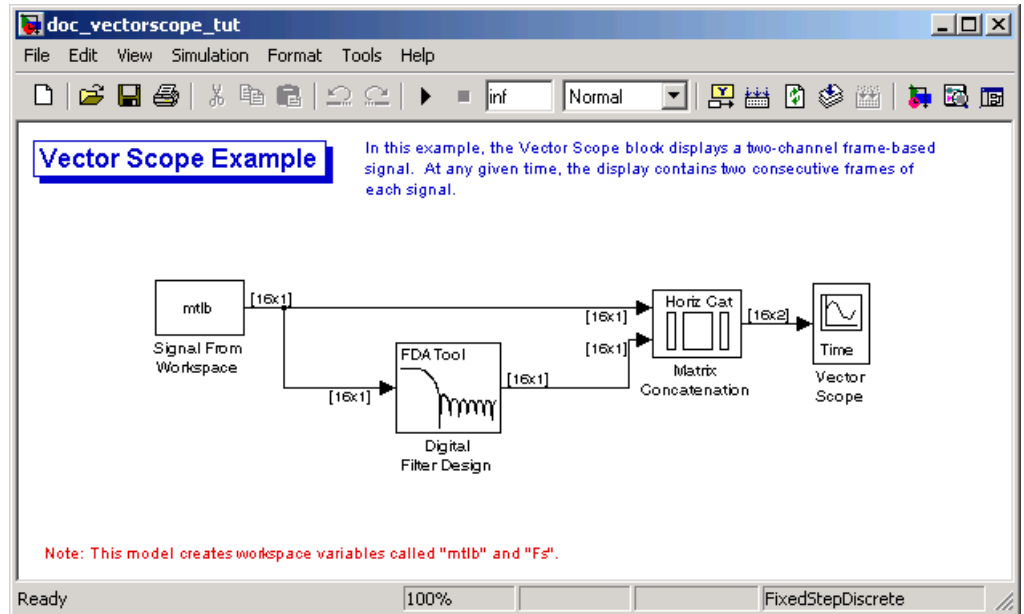 doc_vectorscope_tut
File Edit View Simulation Format Tools Help
inf Normal
Vector Scope Example
In this example, the Vector Scope block displays a two-channel frame-based
signal. At any given time, the display contains two consecutive frames of
each signal.
mtlb
[16x1]
Signal From
Workspace
[16x1]
FDATool
[16x1]
Digital
Filter Design
[16x1]
[16x1]
Horiz Cat
[16x2]
Matrix
Concatenation
Time
Vector
Scope
Note: This model creates workspace variables called "mtlb" and "Fs".
Ready 100% FixedStepDiscrete